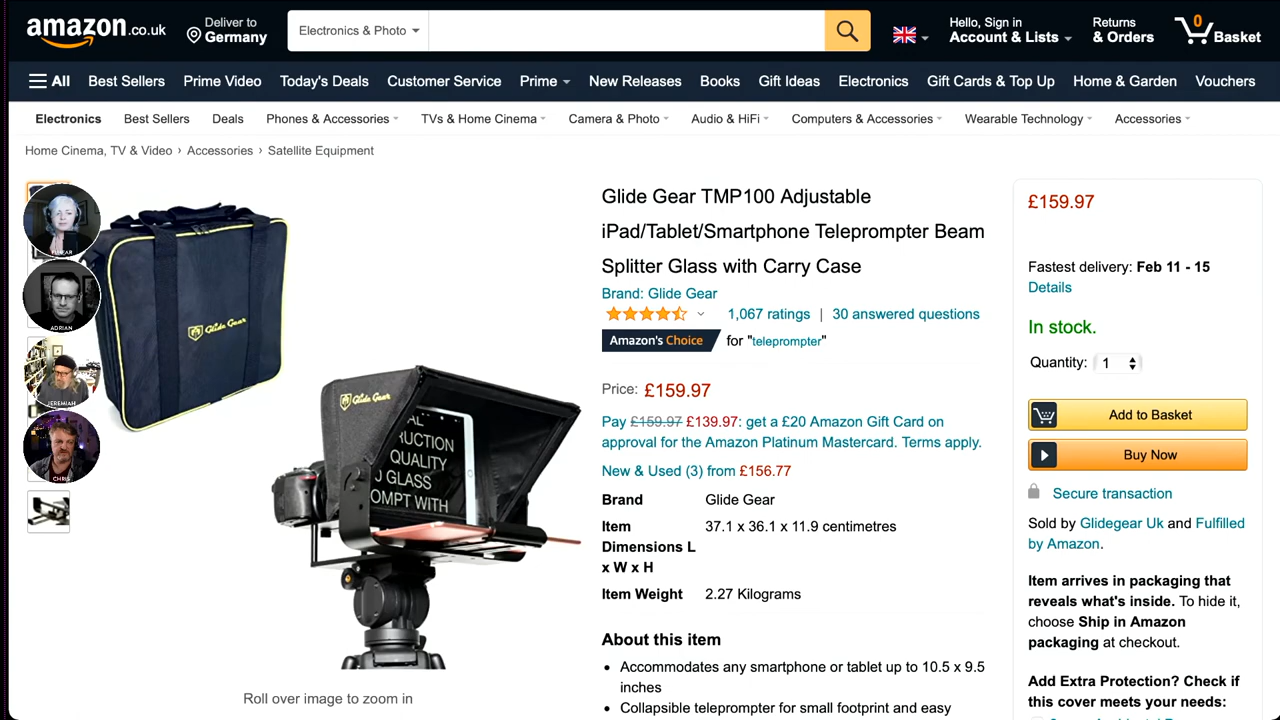 amazon.co.uk
Deliver to
Germany
Electronics & Photo
Hello, Sign in
Account & Lists
Returns
& Orders
0
Basket
All
Best Sellers
Prime Video
Today's Deals
Customer Service
Prime
New Releases
Books
Gift Ideas
Electronics
Gift Cards & Top Up
Home & Garden
Vouchers
Electronics
Best Sellers
Deals
Phones & Accessories
TVs & Home Cinema
Camera & Photo
Audio & HiFi
Computers & Accessories
Wearable Technology
Accessories
Home Cinema, TV & Video › Accessories › Satellite Equipment
ADRIAN
JEREMIAH
CHRIS
Glide Gear
Glide Gear
RUCTION
QUALITY
GLASS
OMPT WITH
Roll over image to zoom in
Glide Gear TMP100 Adjustable
iPad/Tablet/Smartphone Teleprompter Beam
Splitter Glass with Carry Case
Brand: Glide Gear
1,067 ratings | 30 answered questions
Amazon's Choice for "teleprompter"
Price: £159.97
Pay £159.97 £139.97: get a £20 Amazon Gift Card on
approval for the Amazon Platinum Mastercard. Terms apply.
New & Used (3) from £156.77
Brand Glide Gear
Item 37.1 x 36.1 x 11.9 centimetres
Dimensions L
x W x H
Item Weight 2.27 Kilograms
About this item
• Accommodates any smartphone or tablet up to 10.5 x 9.5
inches
• Collapsible teleprompter for small footprint and easy
£159.97
Fastest delivery: Feb 11 - 15
Details
In stock.
Quantity: 1
Add to Basket
Buy Now
Secure transaction
Sold by Glidegear Uk and Fulfilled
by Amazon.
Item arrives in packaging that
reveals what's inside. To hide it,
choose Ship in Amazon
packaging at checkout.
Add Extra Protection? Check if
this cover meets your needs: